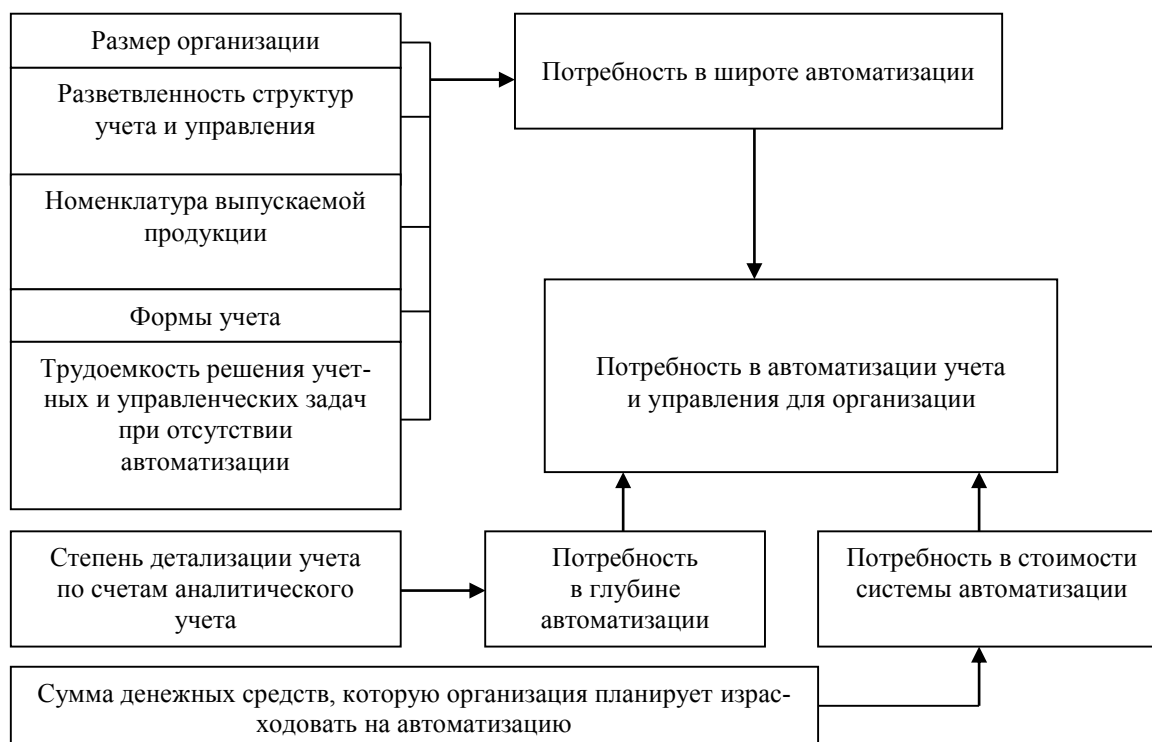 Размер организации
Разветвленность структур
учета и управления
Номенклатура выпускаемой
продукции
Формы учета
Трудоемкость решения учет-
ных и управленческих задач
при отсутствии
автоматизации
Потребность в широте автоматизации
Потребность в автоматизации учета
и управления для организации
Степень детализации учета
по счетам аналитического
учета
Потребность
в глубине
автоматизации
Потребность в стоимости
системы автоматизации
Сумма денежных средств, которую организация планирует израс-
ходовать на автоматизацию